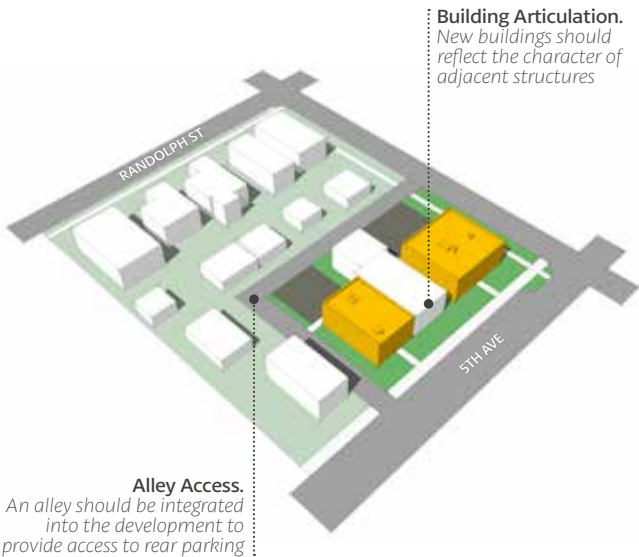 Building Articulation.
New buildings should
reflect the character of
adjacent structures
RANDOLPH ST
5TH AVE
Alley Access.
An alley should be integrated
into the development to
provide access to rear parking